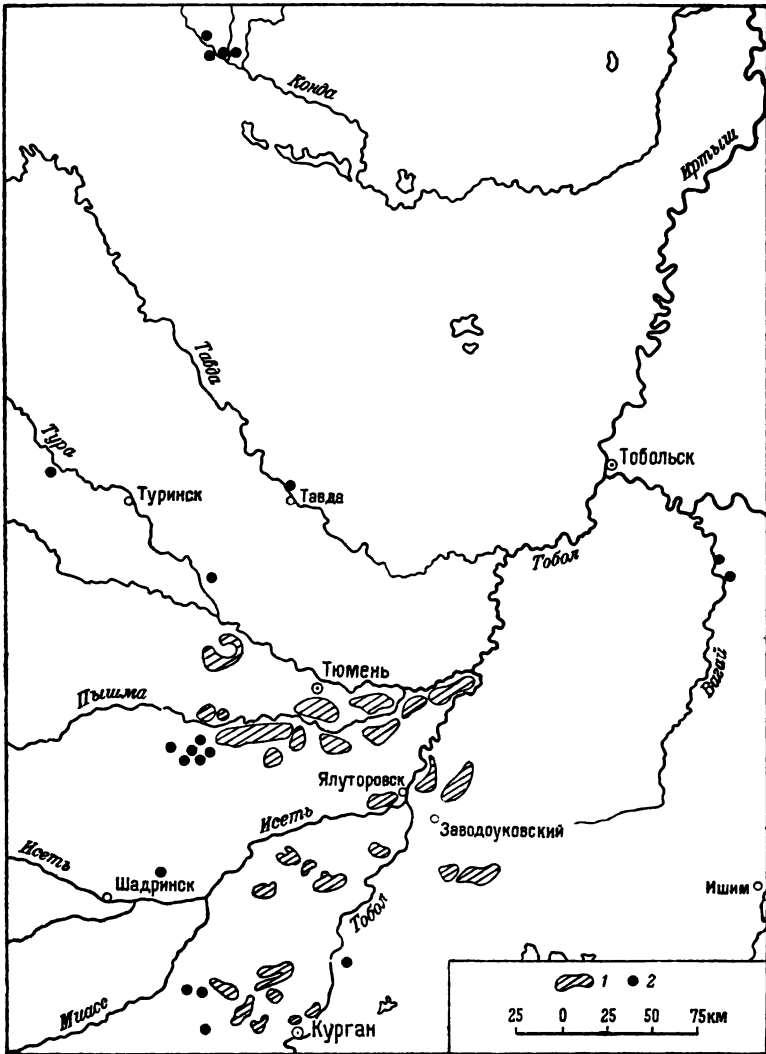 Конда
Иртыш
Тавда
Тура
Тобольск
Туринск
Тавда
Тобол
Вагай
Тюмень
Пышма
Ялуторовск
Исеть
Заводоуковский
Исеть
Шадринск
Ишим
Тобол
1 2
Миасс
Курган
25 0 25 50 75км